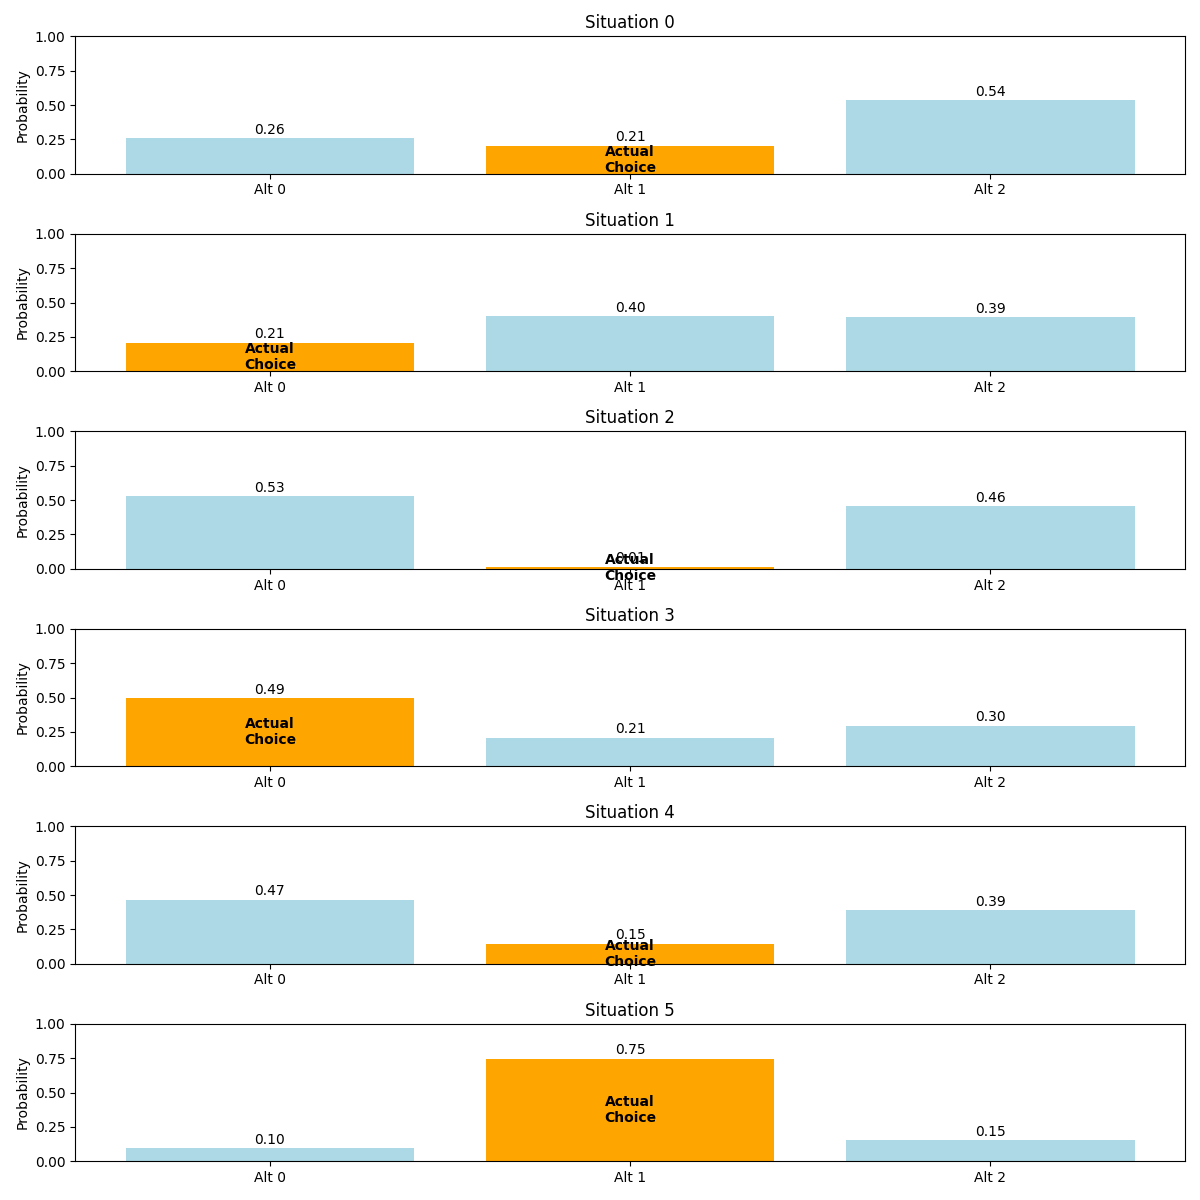 Situation 0
1.00
0.75
0.50
0.25
0.00
Probability
0.26
0.21
0.54
Actual
Choice
Alt 0
Alt 1
Alt 2
Situation 1
1.00
0.75
0.50
0.25
0.00
Probability
0.21
0.40
0.39
Actual
Choice
Alt 0
Alt 1
Alt 2
Situation 2
1.00
0.75
0.50
0.25
0.00
Probability
0.53
0.01
0.46
Actual
Choice
Alt 0
Alt 1
Alt 2
Situation 3
1.00
0.75
0.50
0.25
0.00
Probability
0.49
0.21
0.30
Actual
Choice
Alt 0
Alt 1
Alt 2
Situation 4
1.00
0.75
0.50
0.25
0.00
Probability
0.47
0.15
0.39
Actual
Choice
Alt 0
Alt 1
Alt 2
Situation 5
1.00
0.75
0.50
0.25
0.00
Probability
0.10
0.75
0.15
Actual
Choice
Alt 0
Alt 1
Alt 2